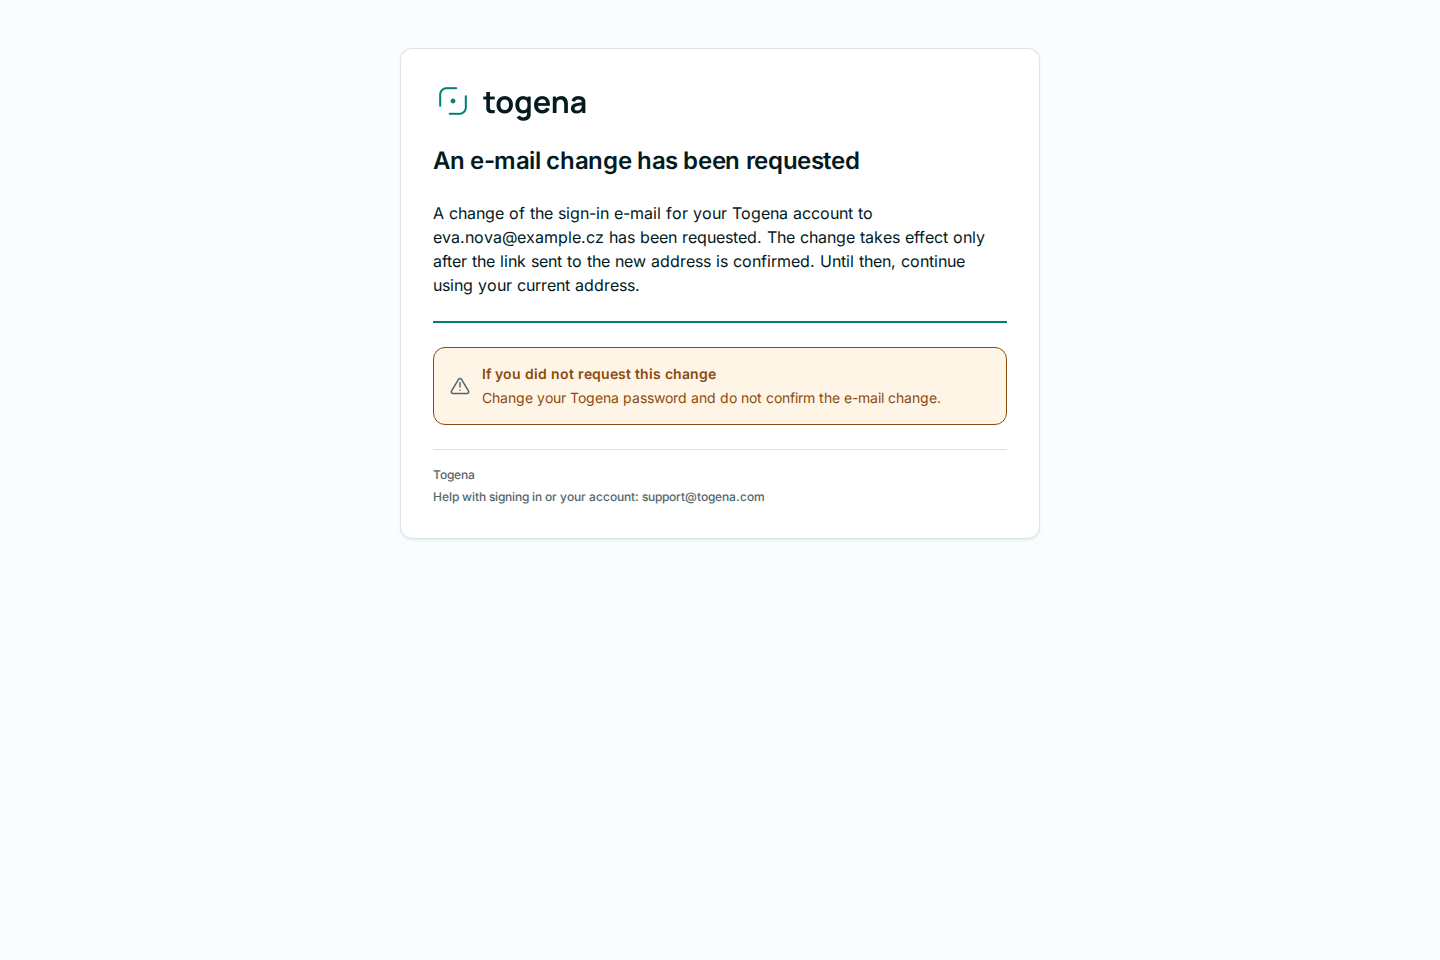 togena
An e-mail change has been requested
A change of the sign-in e-mail for your Togena account to
eva.nova@example.cz has been requested. The change takes effect only
after the link sent to the new address is confirmed. Until then, continue
using your current address.
If you did not request this change
Change your Togena password and do not confirm the e-mail change.
Togena
Help with signing in or your account: support@togena.com